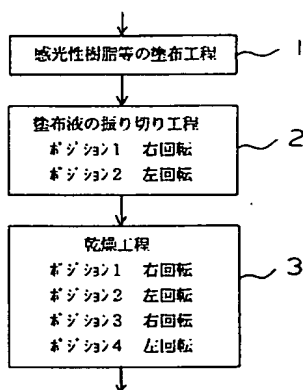 感光性樹脂等の塗布工程
1
塗布液の振り切り工程
ポジション1 右回転
ポジション2 左回転
2
乾燥工程
ポジション1 右回転
ポジション2 左回転
ポジション3 右回転
ポジション4 左回転
3